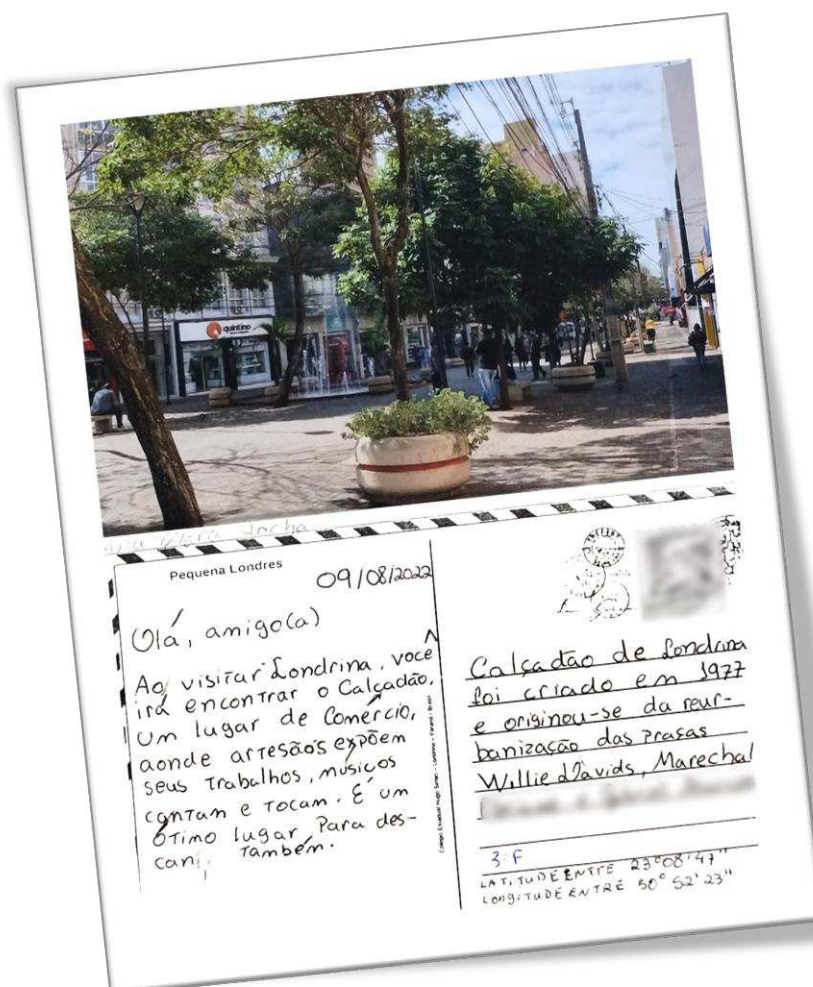 quintino
Pequena Londres
09/08/2022
Olá, amigo(a)
Ao visitar Londrina, você
irá encontrar o Calçadão,
um lugar de Comércio,
aonde artesãos expõem
seus Trabalhos, músicos
cantam e Tocam. É um
ótimo lugar Para des-
Também.
Calçadão de Londrina
foi criado em 1977
e originou-se da reur-
banização das Praças
Willie Davids, Marechal
3:F
LATITUDE ENTRE 23°08'47"
LONGITUDE ENTRE 50°52'23"